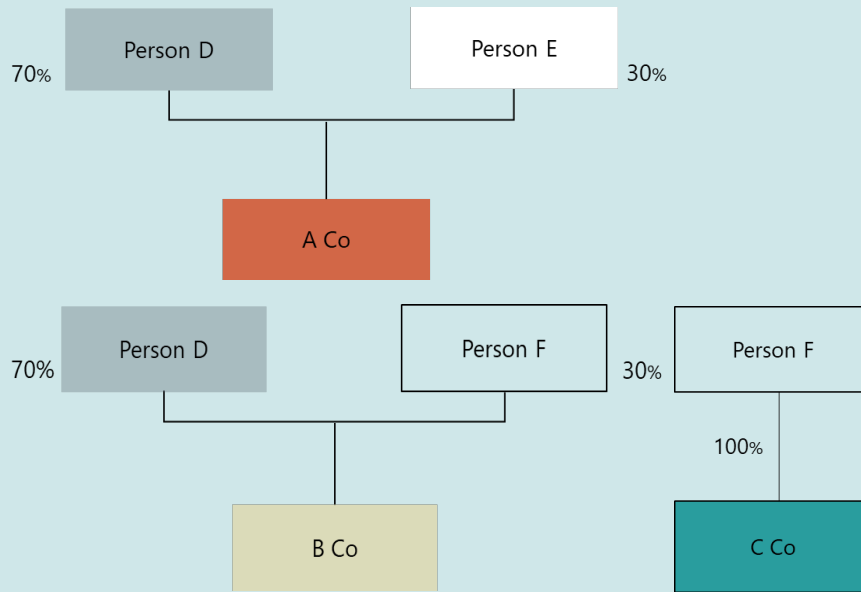 Person D
Person E
70%
30%
A Co
Person D
Person F
Person F
70%
30%
100%
B Co
C Co